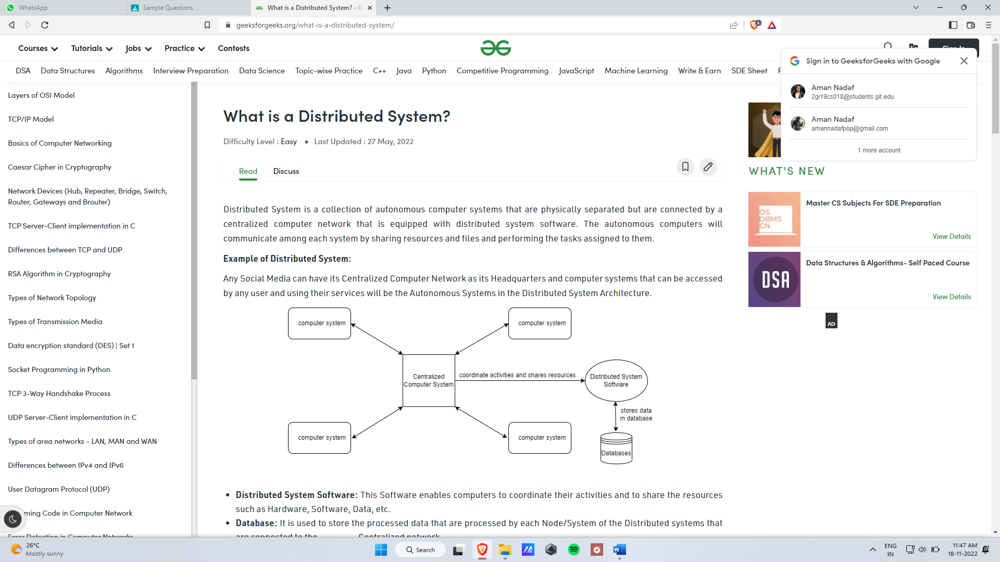 WhatsApp
Sample Questions
What is a Distributed System? - G
geeksforgeeks.org/what-is-a-distributed-system/
4
Courses
Tutorials
Jobs
Practice
Contests
DSA
Data Structures
Algorithms
Interview Preparation
Data Science
Topic-wise Practice
C++
Java
Python
Competitive Programming
JavaScript
Machine Learning
Write & Earn
SDE Sheet
Sign in to GeeksforGeeks with Google
Aman Nadaf
2gi19cs018@students.git.edu
Aman Nadaf
amannadafpop@gmail.com
1 more account
Layers of OSI Model
TCP/IP Model
Basics of Computer Networking
Caesar Cipher in Cryptography
Network Devices (Hub, Repeater, Bridge, Switch,
Router, Gateways and Brouter)
TCP Server-Client implementation in C
Differences between TCP and UDP
RSA Algorithm in Cryptography
Types of Network Topology
Types of Transmission Media
Data encryption standard (DES) | Set 1
Socket Programming in Python
TCP 3-Way Handshake Process
UDP Server-Client implementation in C
Types of area networks - LAN, MAN and WAN
Differences between IPv4 and IPv6
User Datagram Protocol (UDP)
ming Code in Computer Network
Error Detection in Computer Networks
What is a Distributed System?
Difficulty Level : Easy ● Last Updated : 27 May, 2022
Read
Discuss
Distributed System is a collection of autonomous computer systems that are physically separated but are connected by a
centralized computer network that is equipped with distributed system software. The autonomous computers will
communicate among each system by sharing resources and files and performing the tasks assigned to them.
Example of Distributed System:
Any Social Media can have its Centralized Computer Network as its Headquarters and computer systems that can be accessed
by any user and using their services will be the Autonomous Systems in the Distributed System Architecture.
computer system
computer system
Centralized
Computer System
coordinate activities and shares resources
Distributed System
Software
stores data
in database
computer system
computer system
Databases
• Distributed System Software: This Software enables computers to coordinate their activities and to share the resources
such as Hardware, Software, Data, etc.
• Database: It is used to store the processed data that are processed by each Node/System of the Distributed systems that
are connected to the Centralized network.
WHAT'S NEW
OS
DBMS
CN
Master CS Subjects For SDE Preparation
View Details
DSA
Data Structures & Algorithms- Self Paced Course
View Details
AD
26°C
Mostly sunny
Search
ENG
IN
11:47 AM
18-11-2022